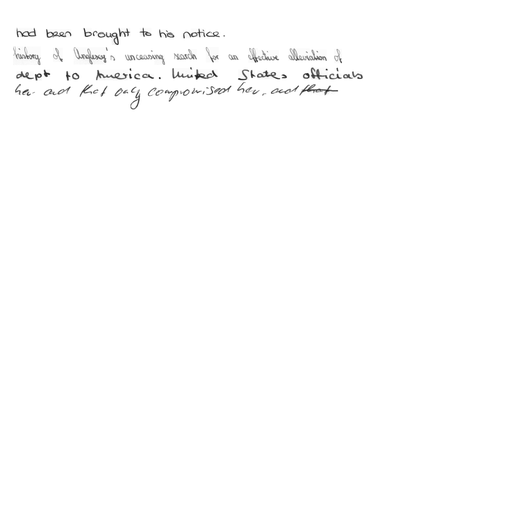 had been brought to his notice.
history of Anglesey's unceasing search for an effective alleviation of
dept to America. United States officials
her and that only compromised her, and that